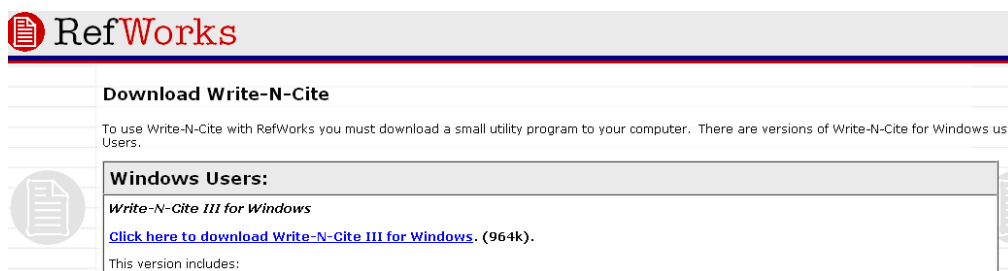 RefWorks
Download Write-N-Cite
To use Write-N-Cite with RefWorks you must download a small utility program to your computer. There are versions of Write-N-Cite for Windows us
Users.
Windows Users:
Write-N-Cite III for Windows
Click here to download Write-N-Cite III for Windows. (964k).
This version includes: